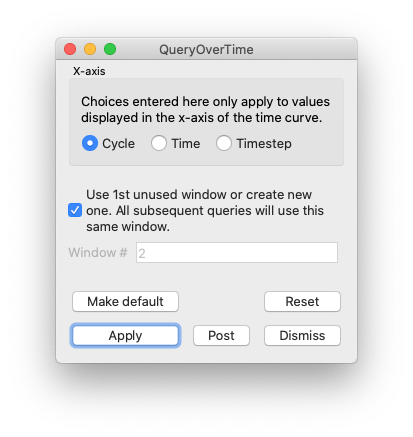 QueryOverTime
X-axis
Choices entered here only apply to values
displayed in the x-axis of the time curve.
Cycle Time Timestep
Use 1st unused window or create new
one. All subsequent queries will use this
same window.
Window # 2
Make default Reset
Apply Post Dismiss